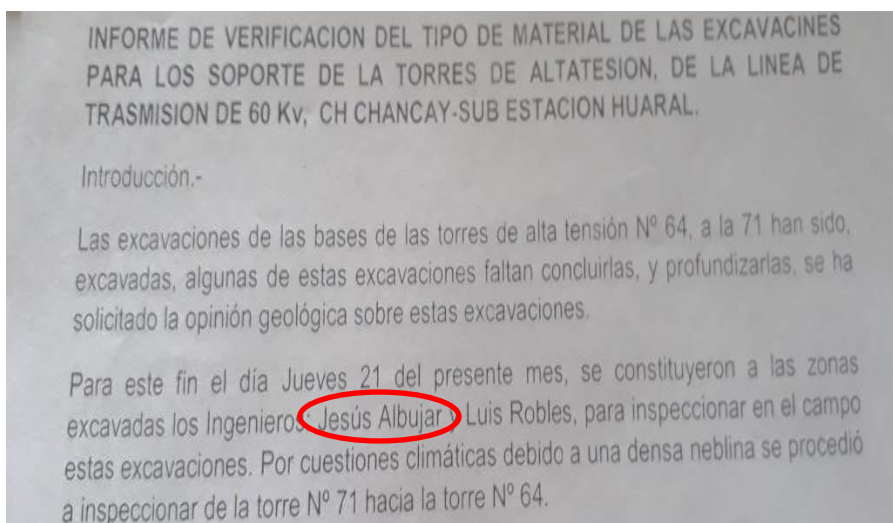 INFORME DE VERIFICACION DEL TIPO DE MATERIAL DE LAS EXCAVACINES
PARA LOS SOPORTE DE LA TORRES DE ALTATESION, DE LA LINEA DE
TRASMISION DE 60 Kv, CH CHANCAY-SUB ESTACION HUARAL.
Introducción.-
Las excavaciones de las bases de las torres de alta tensión Nº 64, a la 71 han sido,
excavadas, algunas de estas excavaciones faltan concluirlas, y profundizarlas, se ha
solicitado la opinión geológica sobre estas excavaciones.
Para este fin el día Jueves 21 del presente mes, se constituyeron a las zonas
excavadas los Ingenieros: Jesús Albujar y Luis Robles, para inspeccionar en el campo
estas excavaciones. Por cuestiones climáticas debido a una densa neblina se procedió
a inspeccionar de la torre Nº 71 hacia la torre Nº 64.